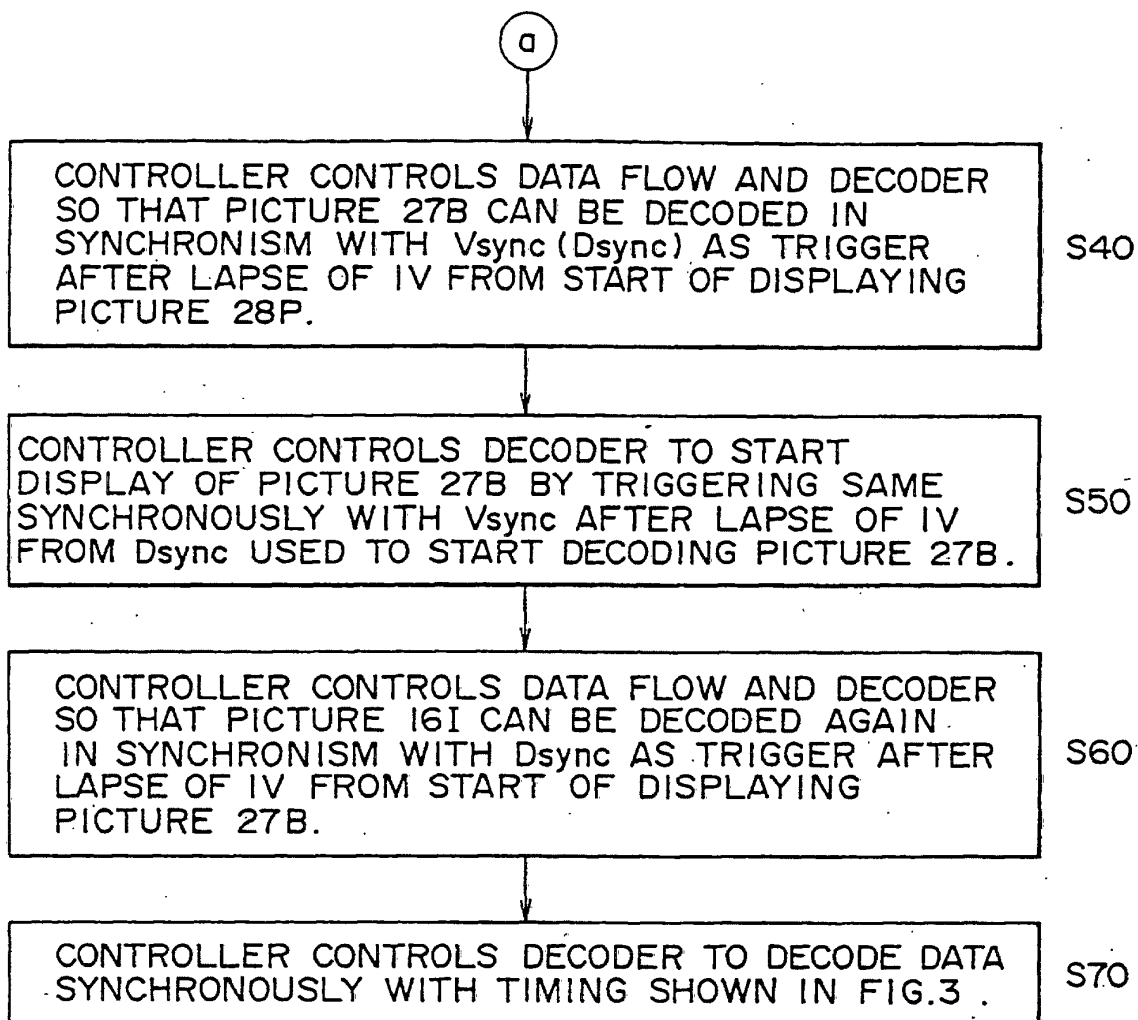 a
CONTROLLER CONTROLS DATA FLOW AND DECODER
SO THAT PICTURE 27B CAN BE DECODED IN
SYNCHRONISM WITH Vsync (Dsync) AS TRIGGER
AFTER LAPSE OF 1V FROM START OF DISPLAYING
PICTURE 28P.
S40
CONTROLLER CONTROLS DECODER TO START
DISPLAY OF PICTURE 27B BY TRIGGERING SAME
SYNCHRONOUSLY WITH Vsync AFTER LAPSE OF 1V
FROM Dsync USED TO START DECODING PICTURE 27B.
S50
CONTROLLER CONTROLS DATA FLOW AND DECODER
SO THAT PICTURE 16I CAN BE DECODED AGAIN
IN SYNCHRONISM WITH Dsync AS TRIGGER AFTER
LAPSE OF 1V FROM START OF DISPLAYING
PICTURE 27B.
S60
CONTROLLER CONTROLS DECODER TO DECODE DATA
SYNCHRONOUSLY WITH TIMING SHOWN IN FIG.3.
S70